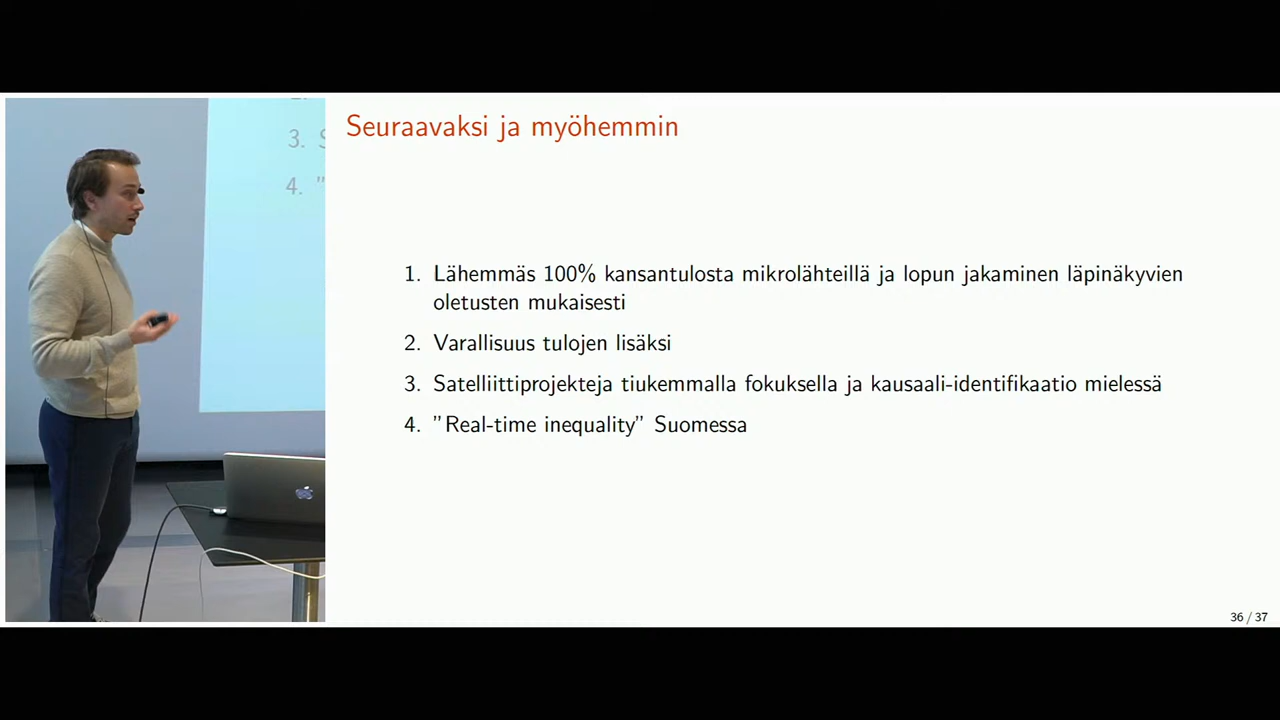 Seuraavaksi ja myöhemmin
1. Lähemmäs 100% kansantulosta mikrolähteillä ja lopun jakaminen läpinäkyvien
oletusten mukaisesti
2. Varallisuus tulojen lisäksi
3. Satelliittiprojekteja tiukemmalla fokuksella ja kausaali-identifikaatio mielessä
4. ”Real-time inequality” Suomessa
36 / 37
3. S
4. ”